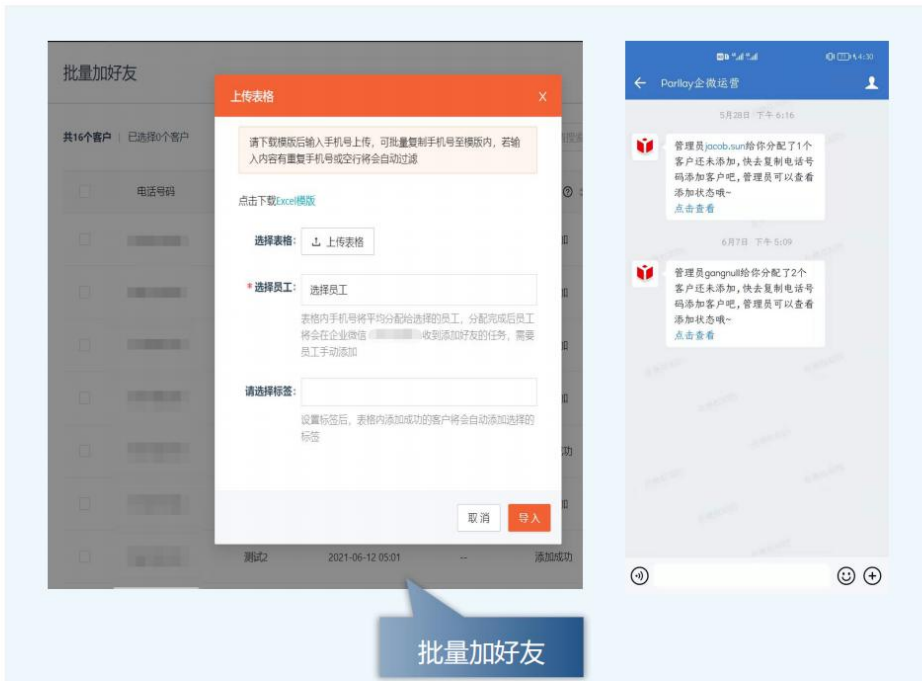 批量加好友
上传表格
X
共16个客户 | 已选择0个客户
请下载模版后输入手机号上传，可批量复制手机号至模版内，若输
入内容有重复手机号或空行将会自动过滤
电话号码
点击下载Excel模版
选择表格：
上传表格
*选择员工：
选择员工
表格内手机号将平均分配给选择的员工，分配完成后员工
将会在企业微信
收到添加好友的任务，需要
员工手动添加
请选择标签：
设置标签后，表格内添加成功的客户将会自动添加选择的
标签
取消
导入
测试2
2021-06-12 05:01
--
添加成功
批量加好友
4:30
Parllay企微运营
5月28日 下午 6:16
管理员jacob.sun给你分配了1个
客户还未添加，快去复制电话号
码添加客户吧，管理员可以查看
添加状态哦~
点击查看
6月7日 下午 5:09
管理员gangnull给你分配了2个
客户还未添加，快去复制电话号
码添加客户吧，管理员可以查看
添加状态哦~
点击查看